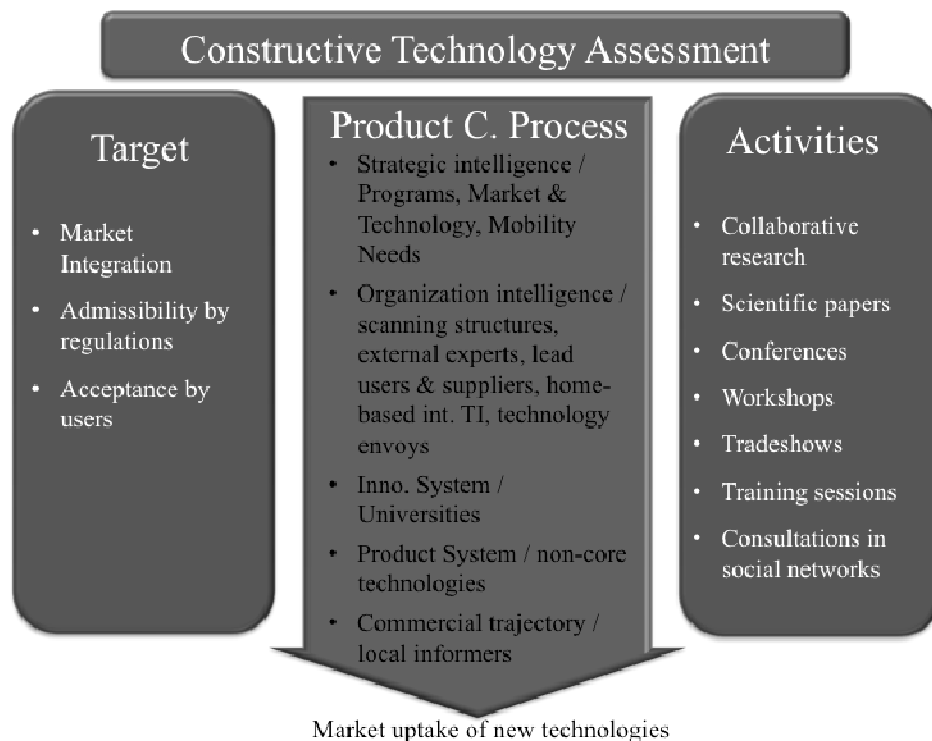 Constructive Technology Assessment
Target
• Market
Integration
• Admissibility by
regulations
• Acceptance by
users
Product C. Process
• Strategic intelligence /
Programs, Market &
Technology, Mobility
Needs
• Organization intelligence /
scanning structures,
external experts, lead
users & suppliers, home-
based int. TI, technology
envoys
• Inno. System /
Universities
• Product System / non-core
technologies
• Commercial trajectory /
local informers
Activities
• Collaborative
research
• Scientific papers
• Conferences
• Workshops
• Tradeshows
• Training sessions
• Consultations in
social networks
Market uptake of new technologies